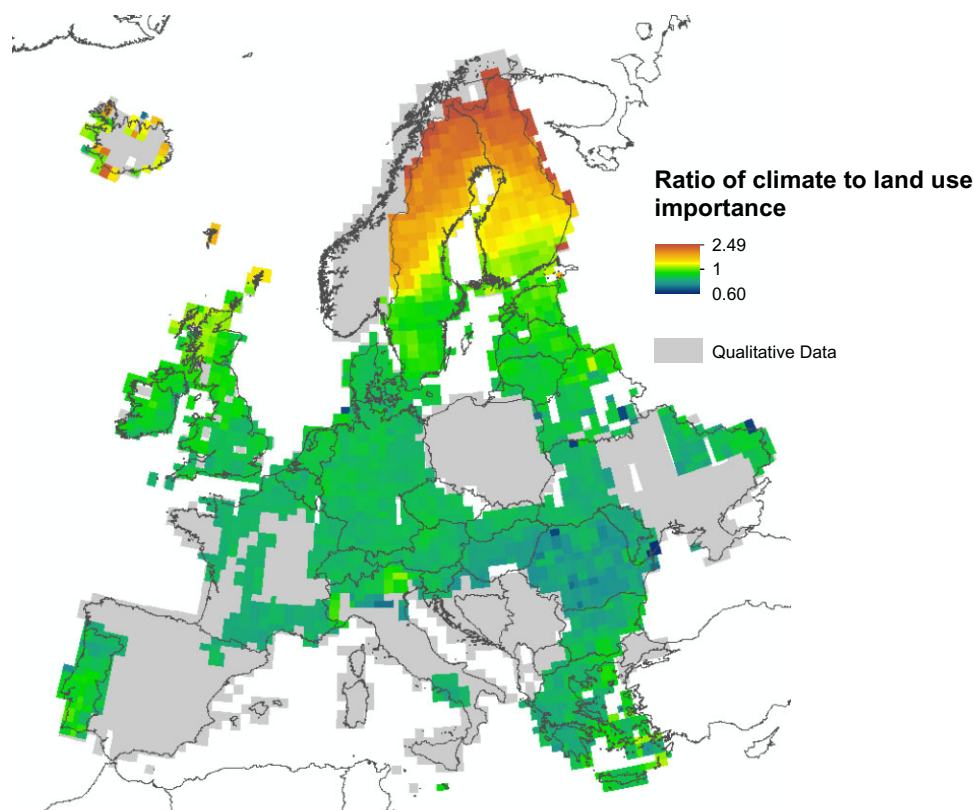 Ratio of climate to land use
importance
2.49
1
0.60
Qualitative Data